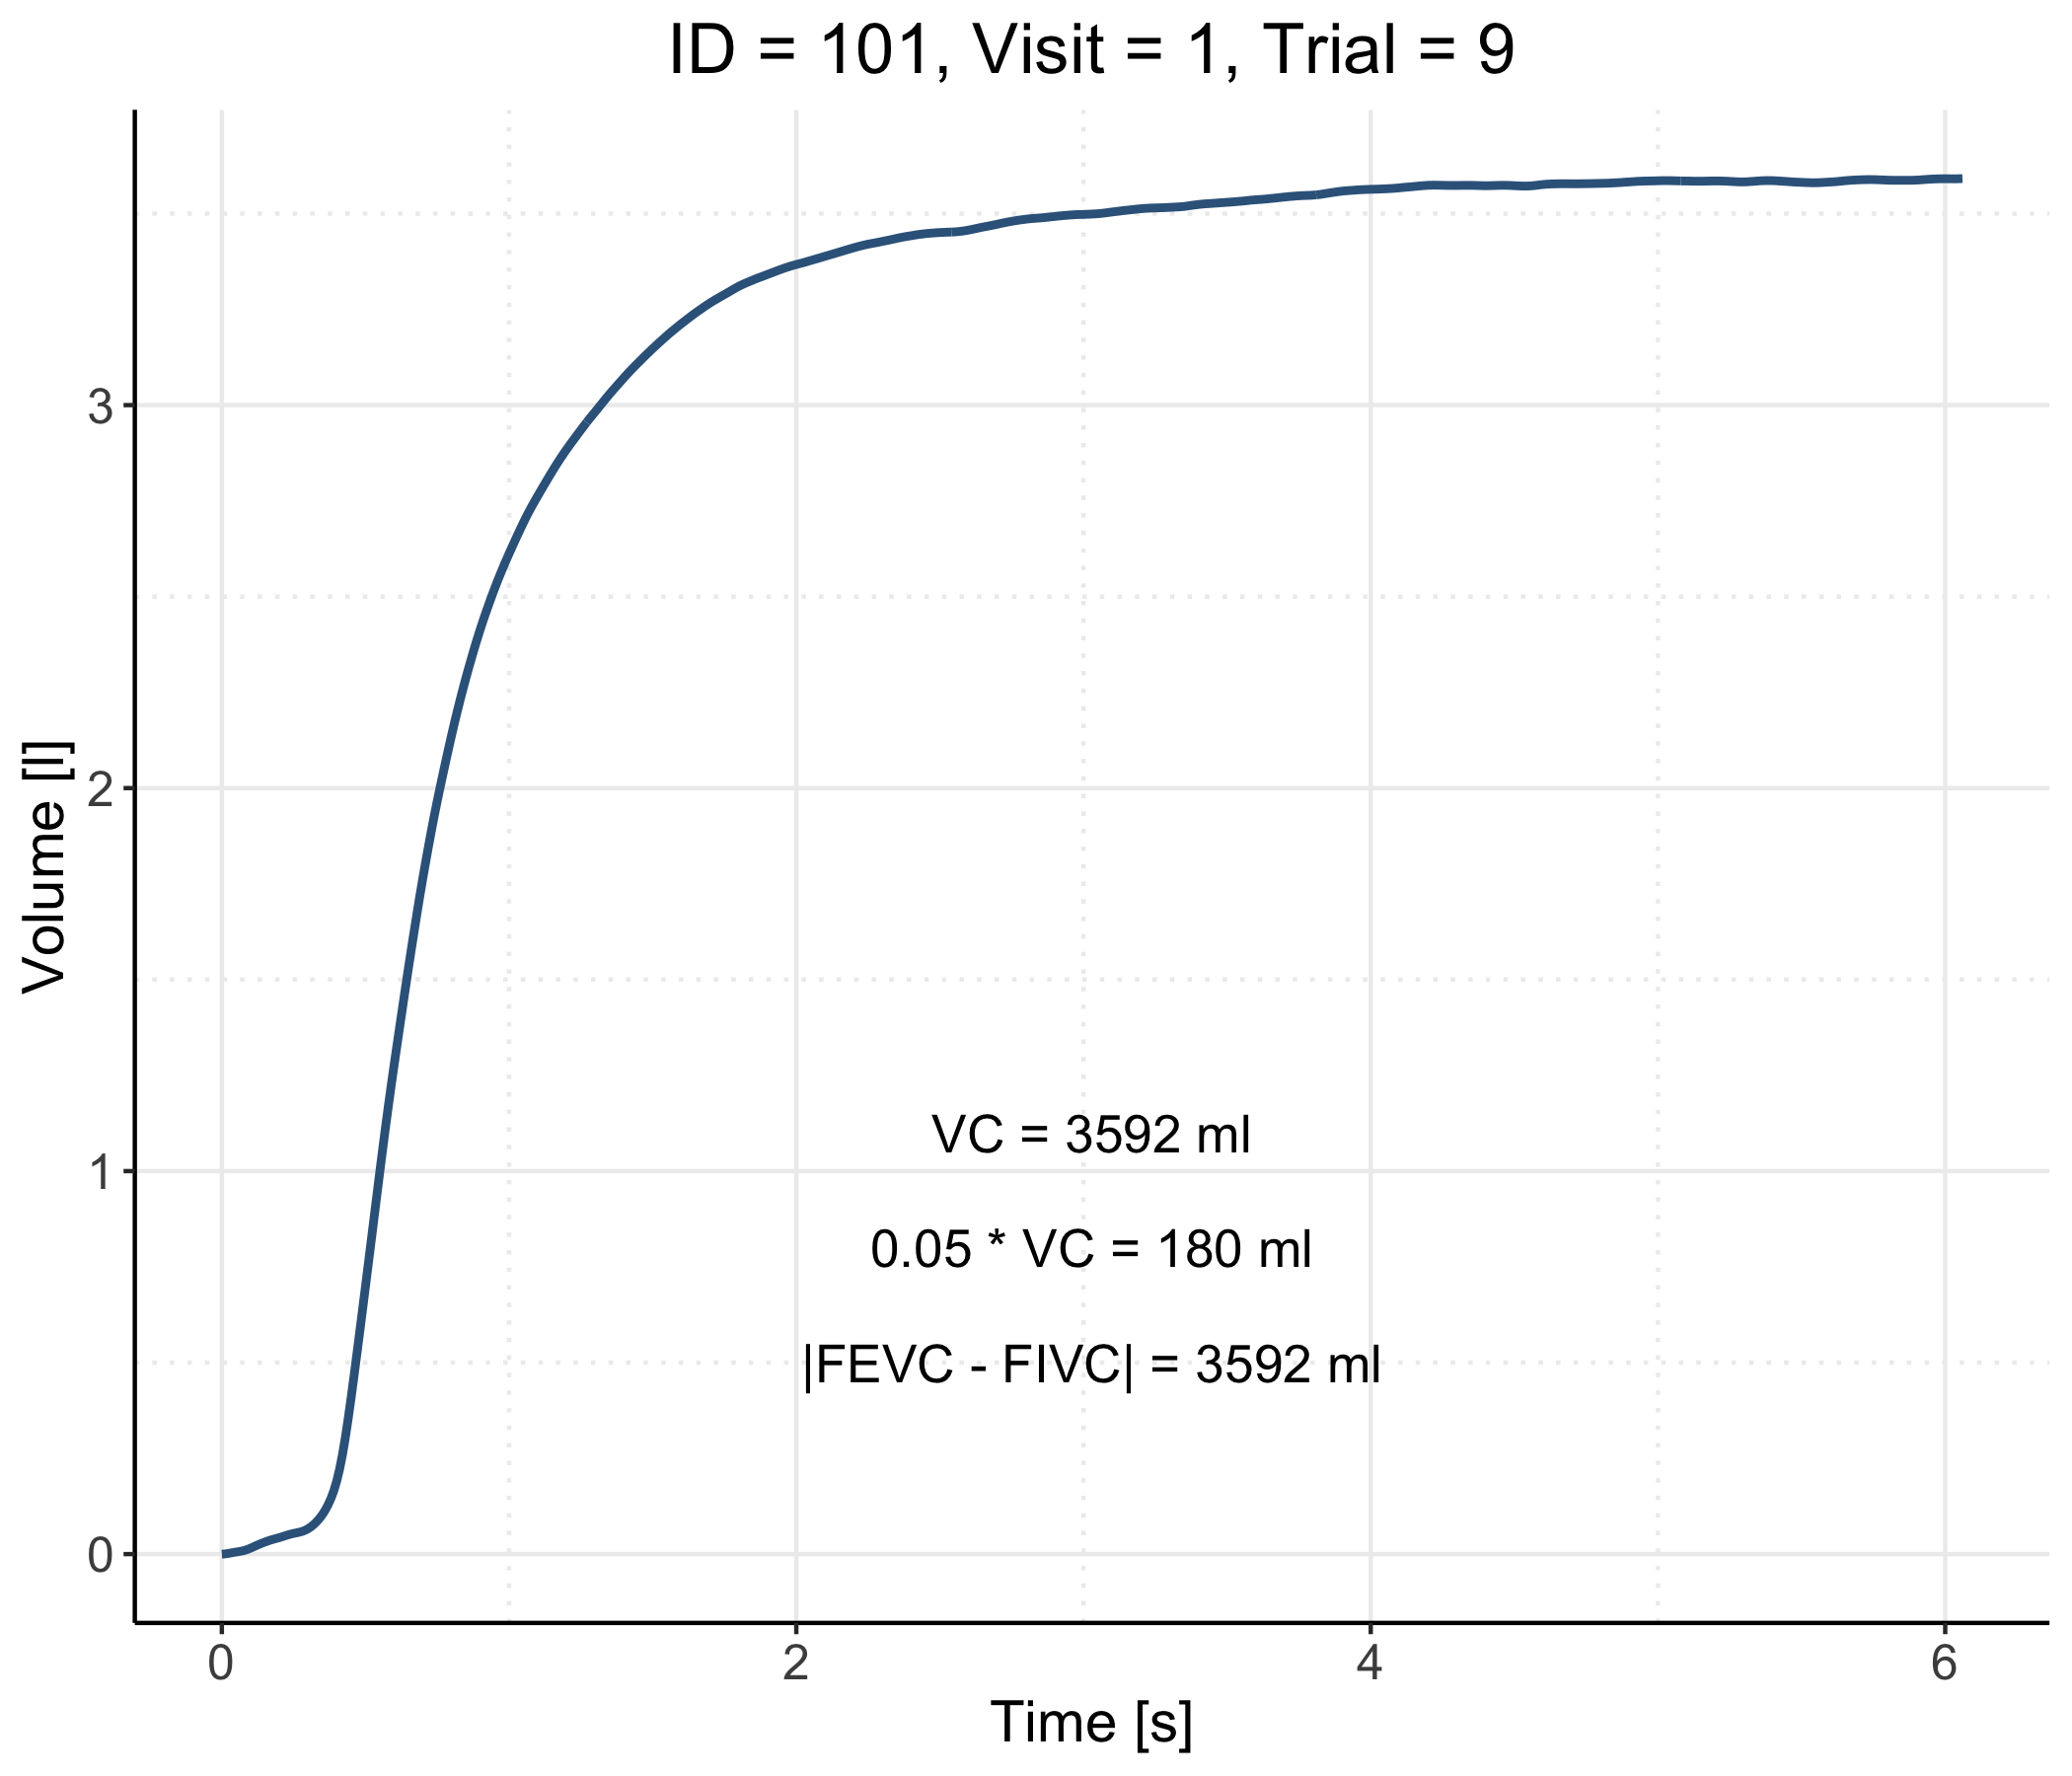 ID = 101, Visit = 1, Trial = 9
3
2
1
0
Volume [l]
VC = 3592 ml
0.05 * VC = 180 ml
|FEVC - FIVC| = 3592 ml
0 2 4 6
Time [s]